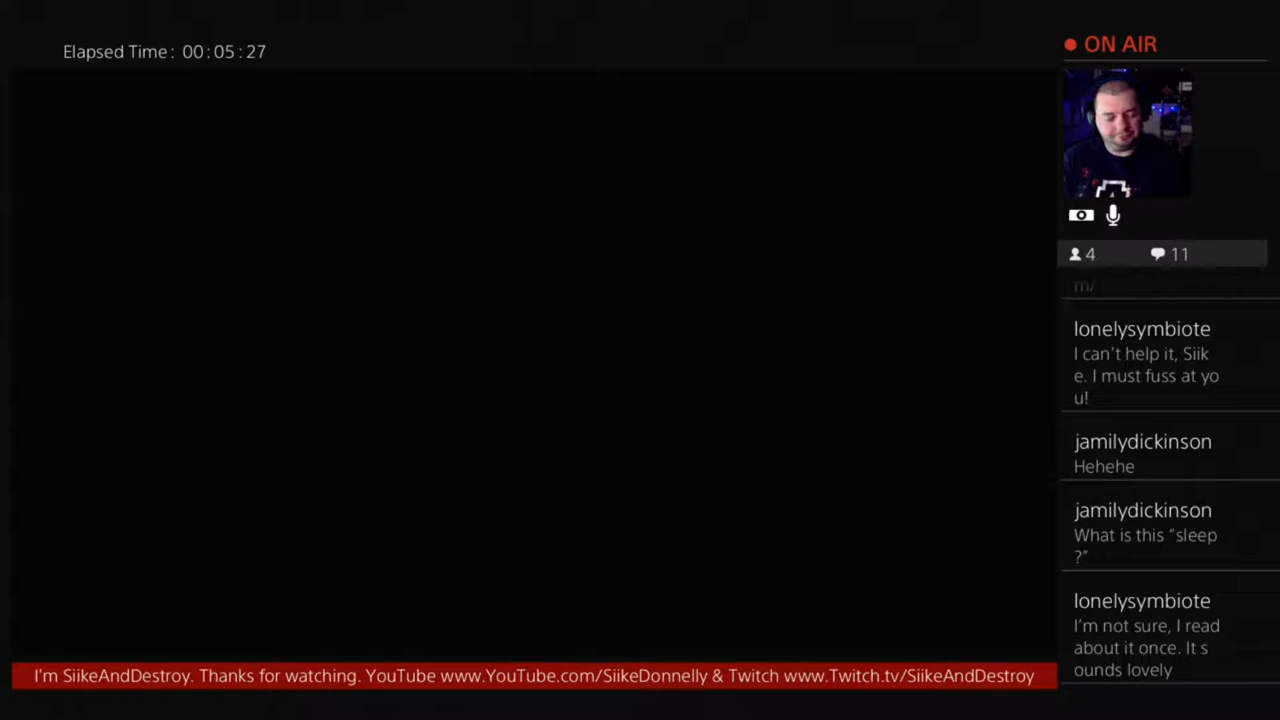 Elapsed Time: 00:05:27
ON AIR
4
11
m/
lonelysymbiote
I can't help it, Siik
e. I must fuss at yo
u!
jamilydickinson
Hehehe
jamilydickinson
What is this "sleep
?"
lonelysymbiote
I'm not sure, I read
about it once. It s
ounds lovely
I'm SiikeAndDestroy. Thanks for watching. YouTube www.YouTube.com/SiikeDonnelly & Twitch www.Twitch.tv/SiikeAndDestroy